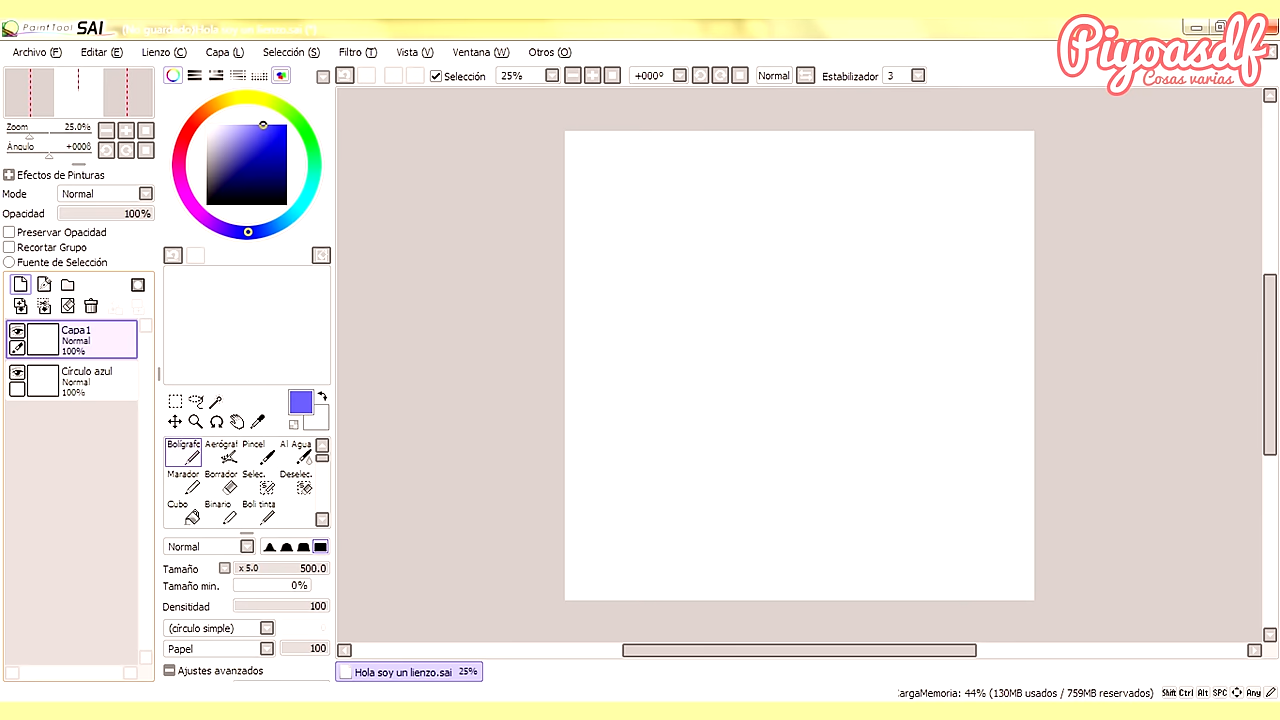 PaintTool SAI
Piyoasdf
Cosas varias
Archivo (F) Editar (E) Lienzo (C) Capa (L) Selección (S) Filtro (T) Vista (V) Ventana (W) Otros (O)
Selección 25% +000º Normal Estabilizador 3
Zoom 25.0%
Ángulo +000º
Efectos de Pinturas
Mode Normal
Opacidad 100%
Preservar Opacidad
Recortar Grupo
Fuente de Selección
Capa1
Normal
100%
Círculo azul
Normal
100%
Bolígrafo Aerógraf Pincel Al Agua
Marador Borrador Selec. Deselec.
Cubo Binario Boli tinta
Normal
Tamaño x 5.0 500.0
Tamaño min. 0%
Densitidad 100
(círculo simple)
Papel 100
Ajustes avanzados
Hola soy un lienzo.sai 25%
argaMemoria: 44% (130MB usados / 759MB reservados) Shift Ctrl Alt SPC Any